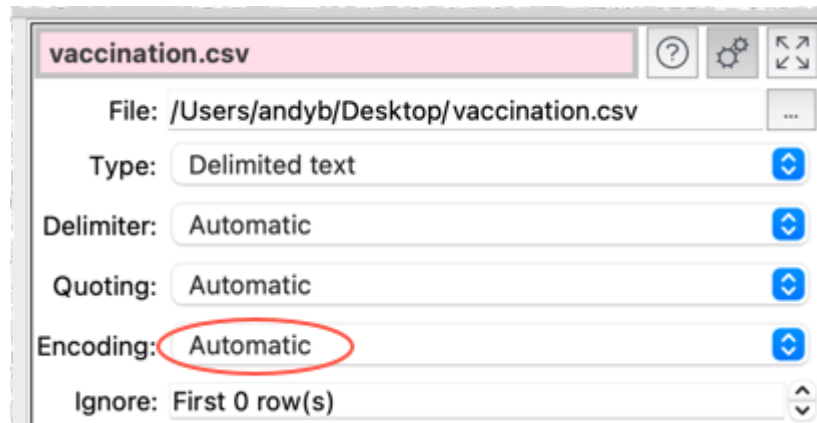 vaccination.csv ?
File: /Users/andyb/Desktop/vaccination.csv ...
Type: Delimited text
Delimiter: Automatic
Quoting: Automatic
Encoding: Automatic
Ignore: First 0 row(s)